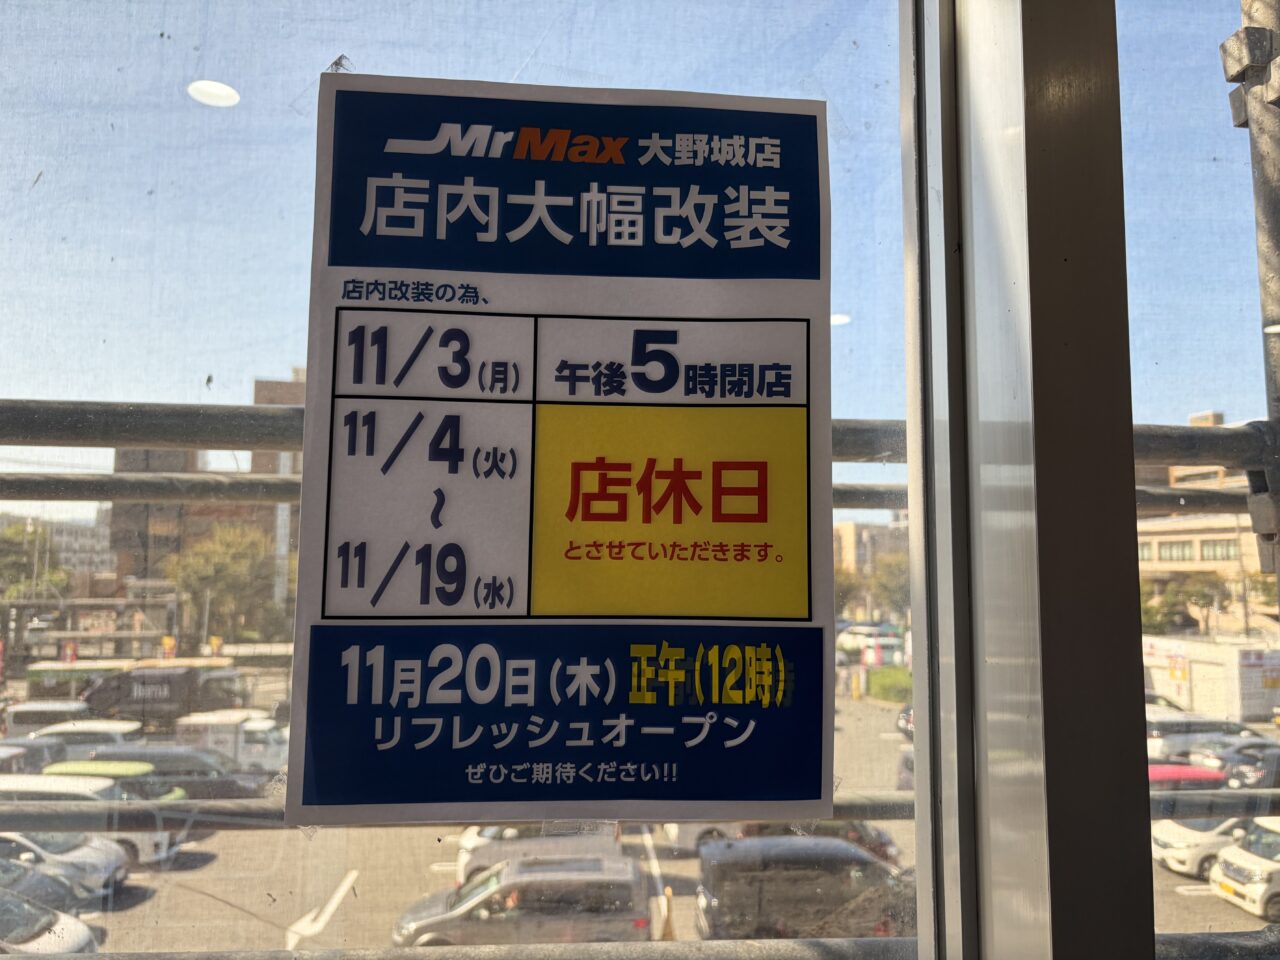 MrMax 大野城店
店内大幅改装
店内改装の為、
11/3(月) 午後5時閉店
11/4(火)
〜
11/19(水)
店休日
とさせていただきます。
11月20日(木) 正午(12時)
リフレッシュオープン
ぜひご期待ください!!